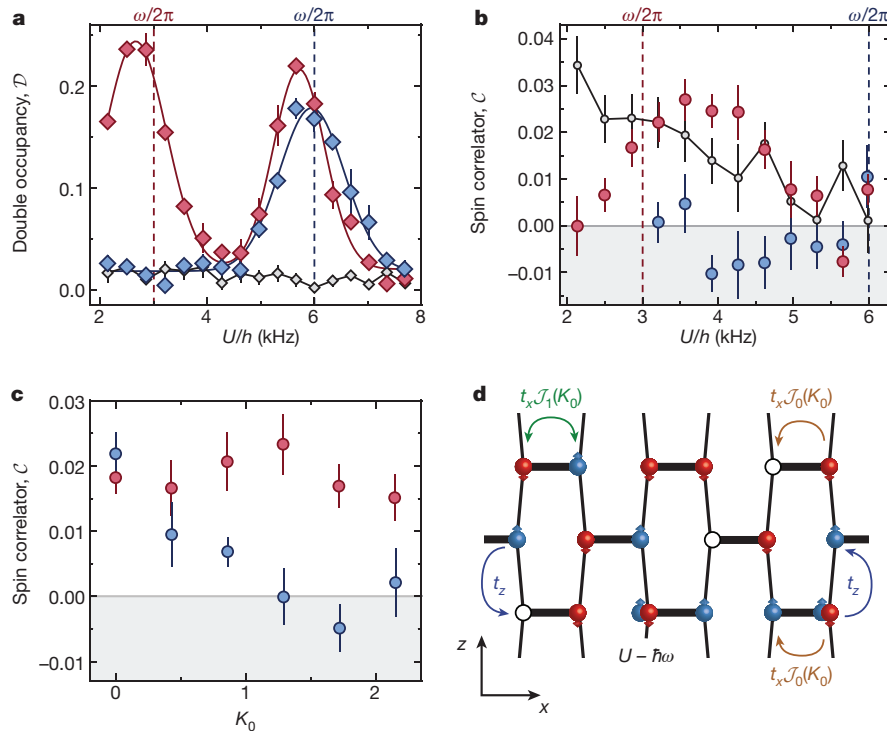 a
ω/2π
ω/2π
Double occupancy, 𝒟
0.2
0.1
0.0
2
4
6
8
U/h (kHz)
b
ω/2π
ω/2π
Spin correlator, 𝒞
0.04
0.03
0.02
0.01
0.00
−0.01
2
3
4
5
6
U/h (kHz)
c
Spin correlator, 𝒞
0.03
0.02
0.01
0.00
−0.01
0
1
2
K₀
d
tₓ𝒥₁(K₀)
tₓ𝒥₀(K₀)
t_z
t_z
U − ħω
tₓ𝒥₀(K₀)
z
x